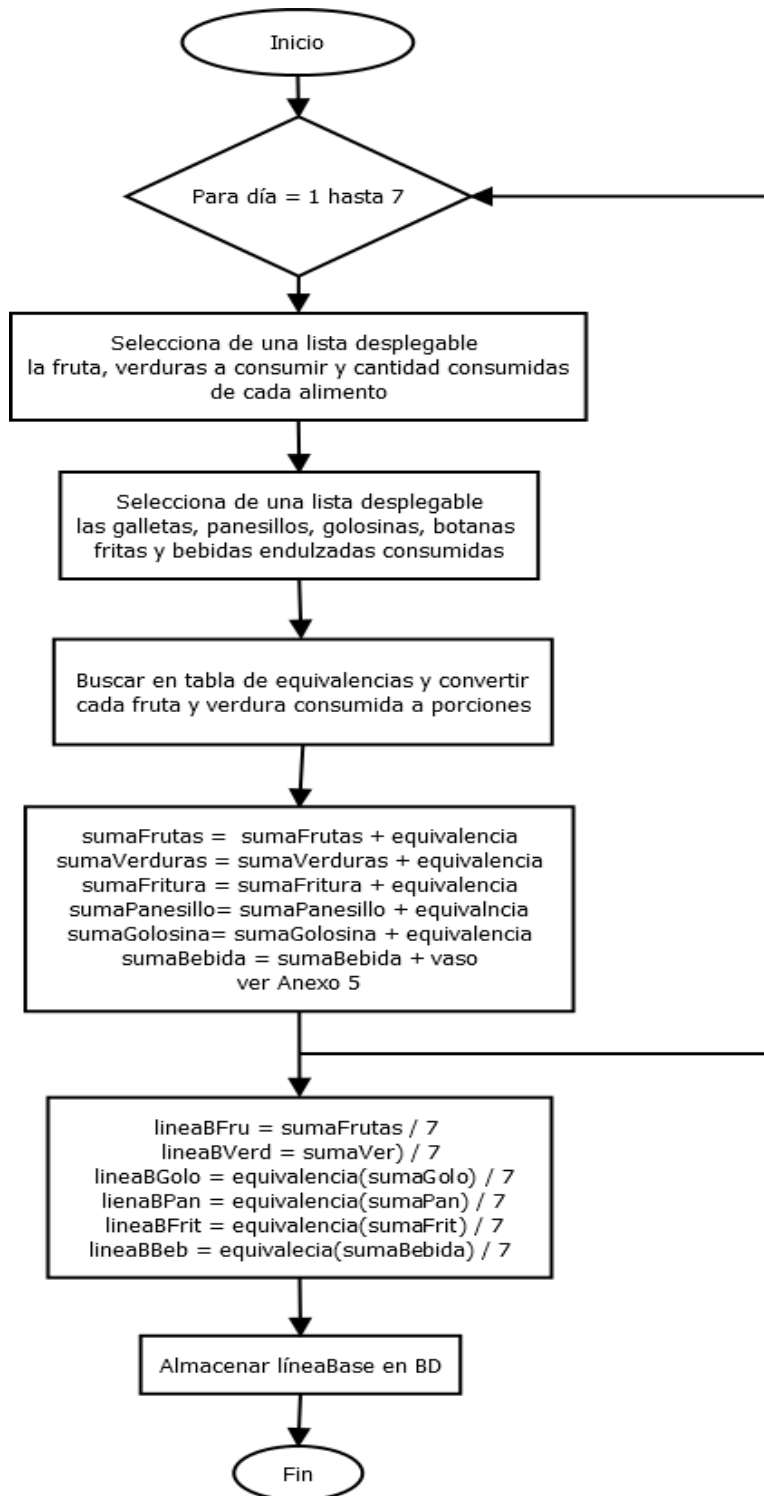 Inicio
Para día = 1 hasta 7
Selecciona de una lista desplegable
la fruta, verduras a consumir y cantidad consumidas
de cada alimento
Selecciona de una lista desplegable
las galletas, panesillos, golosinas, botanas
fritas y bebidas endulzadas consumidas
Buscar en tabla de equivalencias y convertir
cada fruta y verdura consumida a porciones
sumaFrutas = sumaFrutas + equivalencia
sumaVerduras = sumaVerduras + equivalencia
sumaFritura = sumaFritura + equivalencia
sumaPanesillo= sumaPanesillo + equivalncia
sumaGolosina= sumaGolosina + equivalencia
sumaBebida = sumaBebida + vaso
ver Anexo 5
lineaBFru = sumaFrutas / 7
lineaBVerd = sumaVer) / 7
lineaBGolo = equivalencia(sumaGolo) / 7
lienaBPan = equivalencia(sumaPan) / 7
lineaBFrit = equivalencia(sumaFrit) / 7
lineaBBeb = equivalecia(sumaBebida) / 7
Almacenar líneaBase en BD
Fin